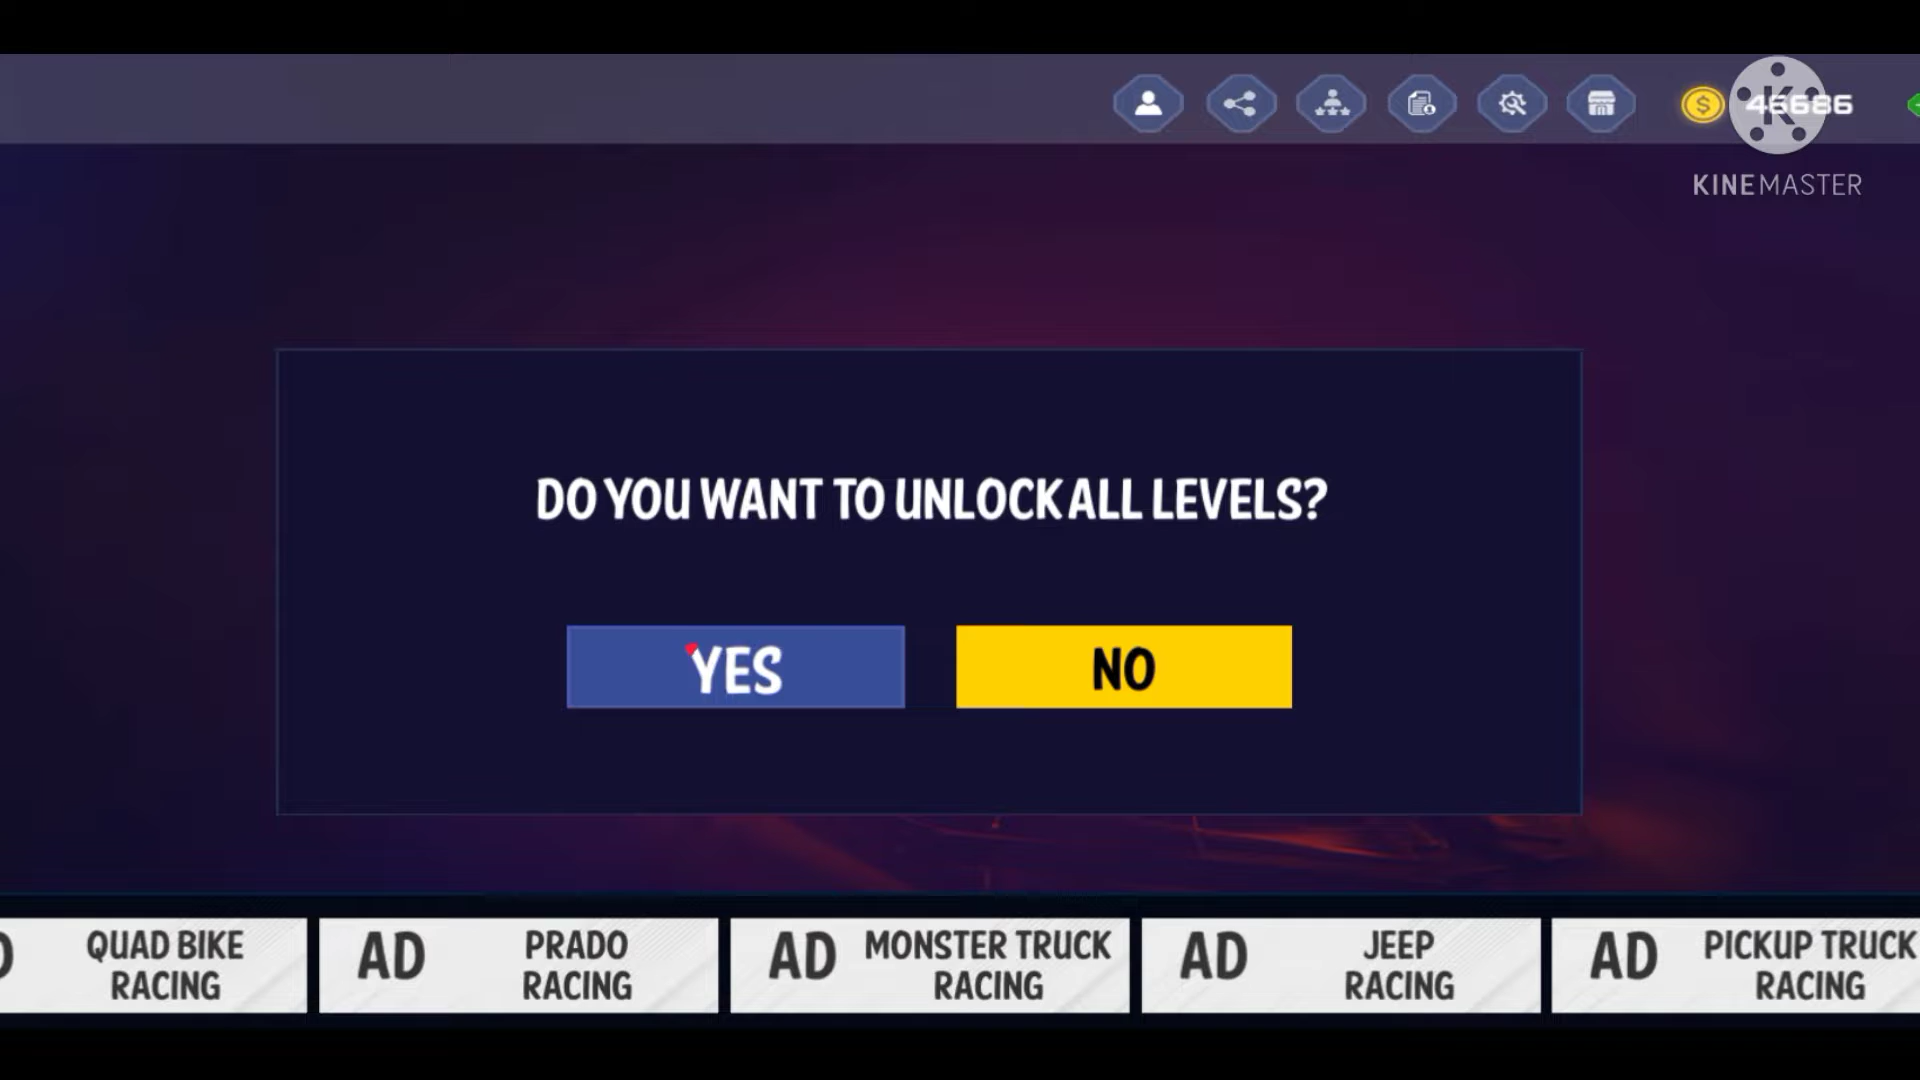 46686
KINEMASTER
DO YOU WANT TO UNLOCK ALL LEVELS?
YES
NO
QUAD BIKE
RACING
AD
PRADO
RACING
AD
MONSTER TRUCK
RACING
AD
JEEP
RACING
AD
PICKUP TRUCK
RACING